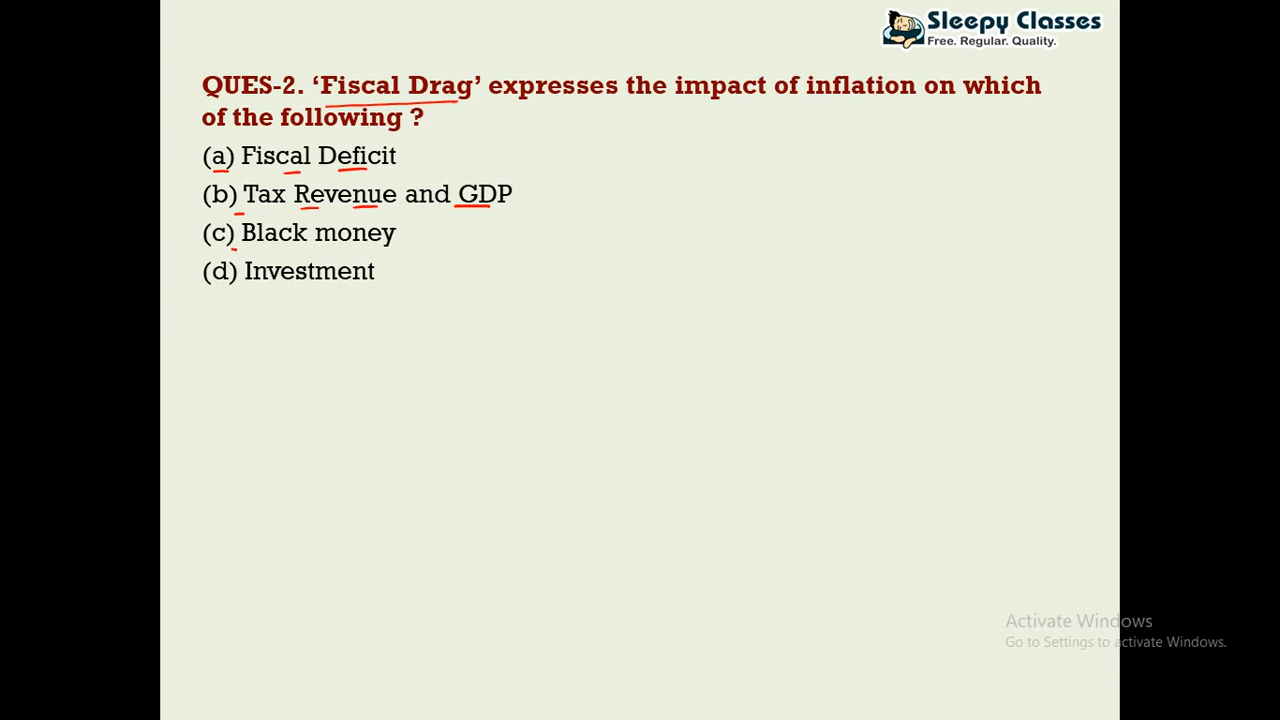 Sleepy Classes
Free. Regular. Quality.
QUES-2. ‘Fiscal Drag’ expresses the impact of inflation on which
of the following ?
(a) Fiscal Deficit
(b) Tax Revenue and GDP
(c) Black money
(d) Investment
Activate Windows
Go to Settings to activate Windows.